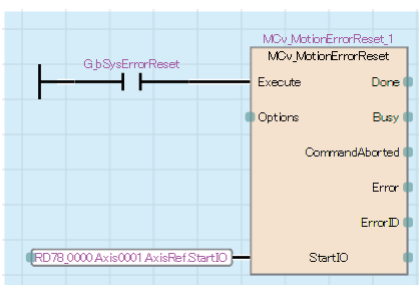 MCv_MotionErrorReset_1
G_bSysErrorReset
MCv_MotionErrorReset
Execute Done
Options Busy
CommandAborted
Error
ErrorID
RD78_0000.Axis0001.AxisRef.StartIO StartIO